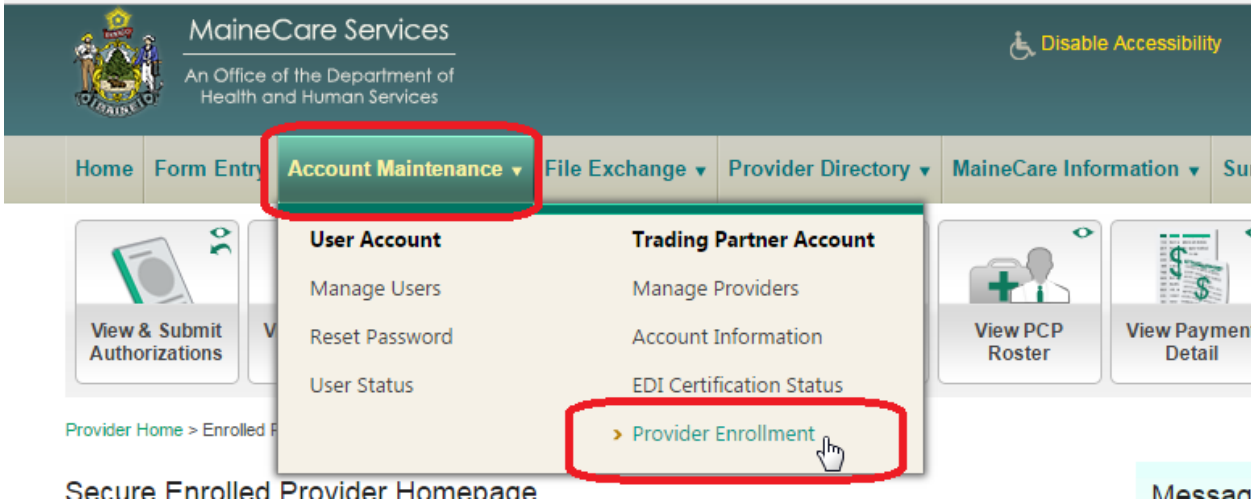 MaineCare Services
An Office of the Department of
Health and Human Services
Disable Accessibility
Home Form Entry Account Maintenance File Exchange Provider Directory MaineCare Information
User Account
Manage Users
Reset Password
User Status
Trading Partner Account
Manage Providers
Account Information
EDI Certification Status
Provider Enrollment
View & Submit
Authorizations
View PCP
Roster
View Payment
Detail
Provider Home > Enrolled
Secure Enrolled Provider Homepage